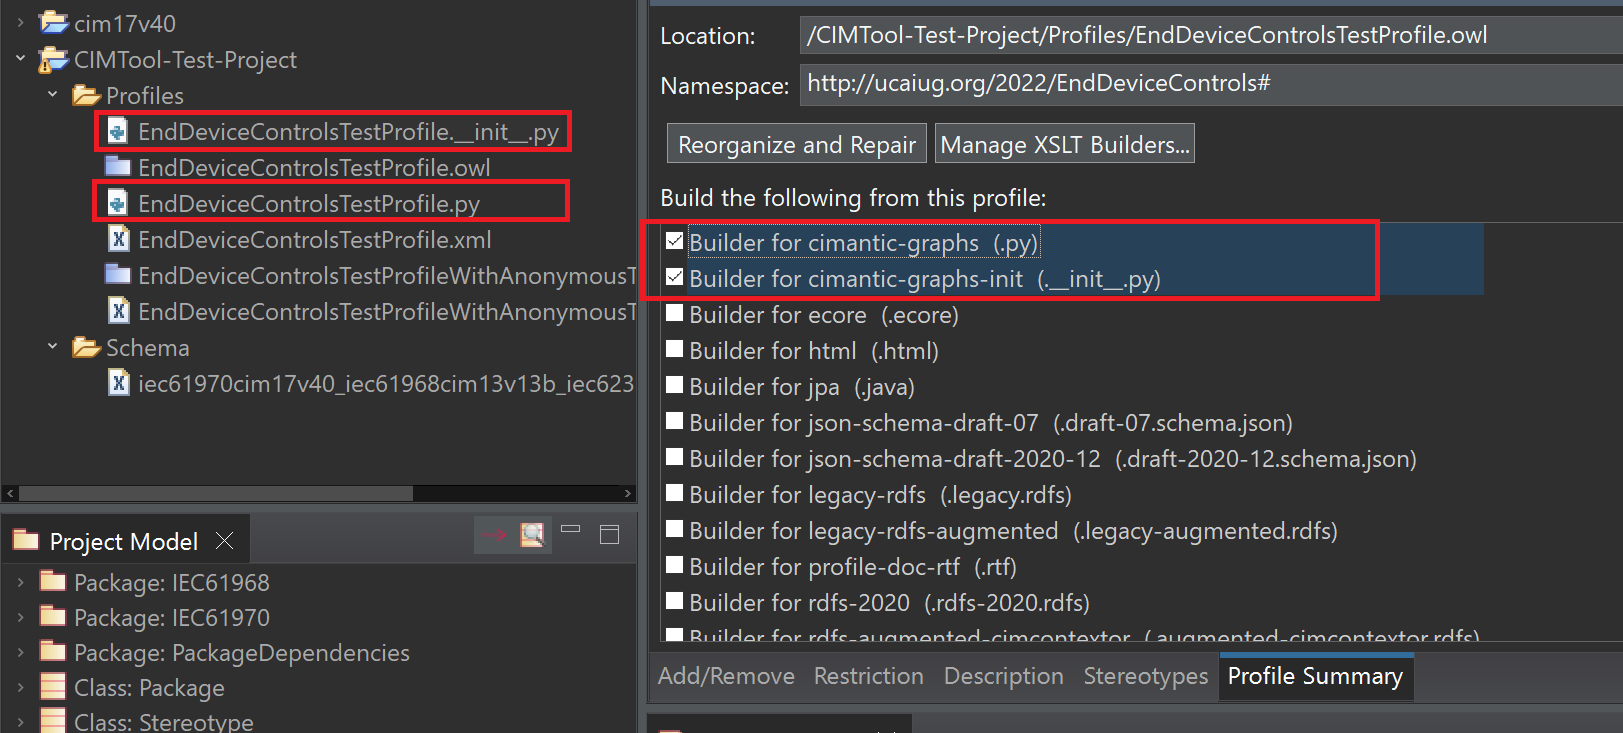 cim17v40
CIMTool-Test-Project
Profiles
EndDeviceControlsTestProfile.__init__.py
EndDeviceControlsTestProfile.owl
EndDeviceControlsTestProfile.py
EndDeviceControlsTestProfile.xml
EndDeviceControlsTestProfileWithAnonymousT
EndDeviceControlsTestProfileWithAnonymousT
Schema
iec61970cim17v40_iec61968cim13v13b_iec623
Project Model
Package: IEC61968
Package: IEC61970
Package: PackageDependencies
Class: Package
Class: Stereotype
Location: /CIMTool-Test-Project/Profiles/EndDeviceControlsTestProfile.owl
Namespace: http://ucaiug.org/2022/EndDeviceControls#
Reorganize and Repair Manage XSLT Builders...
Build the following from this profile:
Builder for cimantic-graphs (.py)
Builder for cimantic-graphs-init (.__init__.py)
Builder for ecore (.ecore)
Builder for html (.html)
Builder for jpa (.java)
Builder for json-schema-draft-07 (.draft-07.schema.json)
Builder for json-schema-draft-2020-12 (.draft-2020-12.schema.json)
Builder for legacy-rdfs (.legacy.rdfs)
Builder for legacy-rdfs-augmented (.legacy-augmented.rdfs)
Builder for profile-doc-rtf (.rtf)
Builder for rdfs-2020 (.rdfs-2020.rdfs)
Builder for rdfs-augmented-cimcontextor (.augmented-cimcontextor.rdfs)
Add/Remove Restriction Description Stereotypes Profile Summary